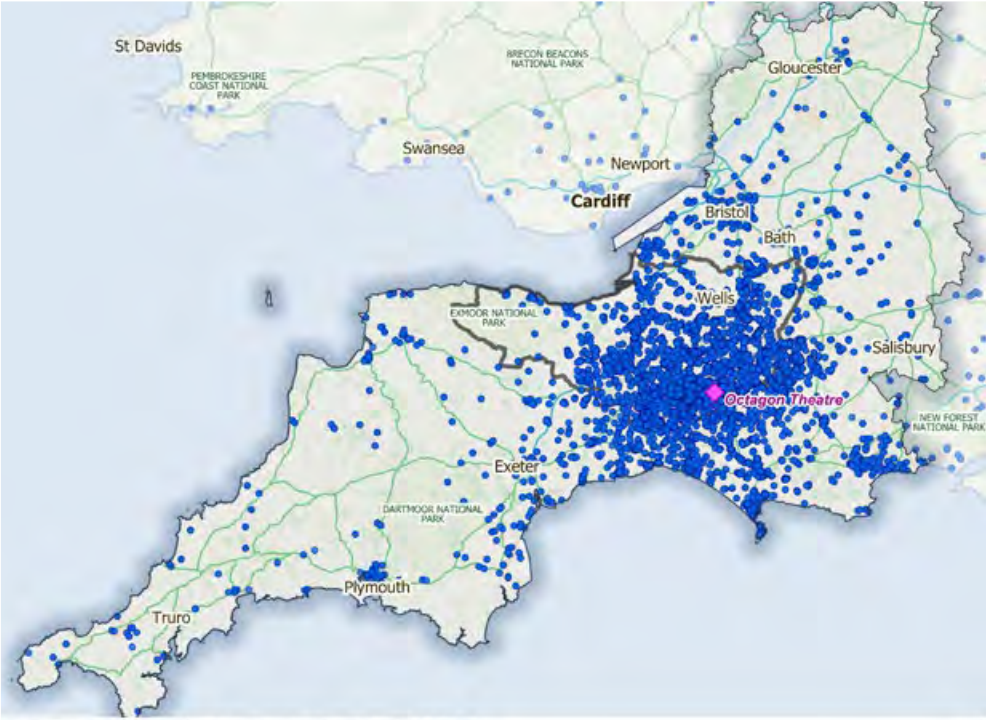 St Davids
PEMBROKESHIRE
COAST NATIONAL
PARK
BRECON BEACONS
NATIONAL PARK
Gloucester
Swansea
Newport
Cardiff
Bristol
Bath
Wells
EXMOOR NATIONAL
PARK
Salisbury
Octagon Theatre
NEW FOREST
NATIONAL PARK
Exeter
DARTMOOR NATIONAL
PARK
Plymouth
Truro